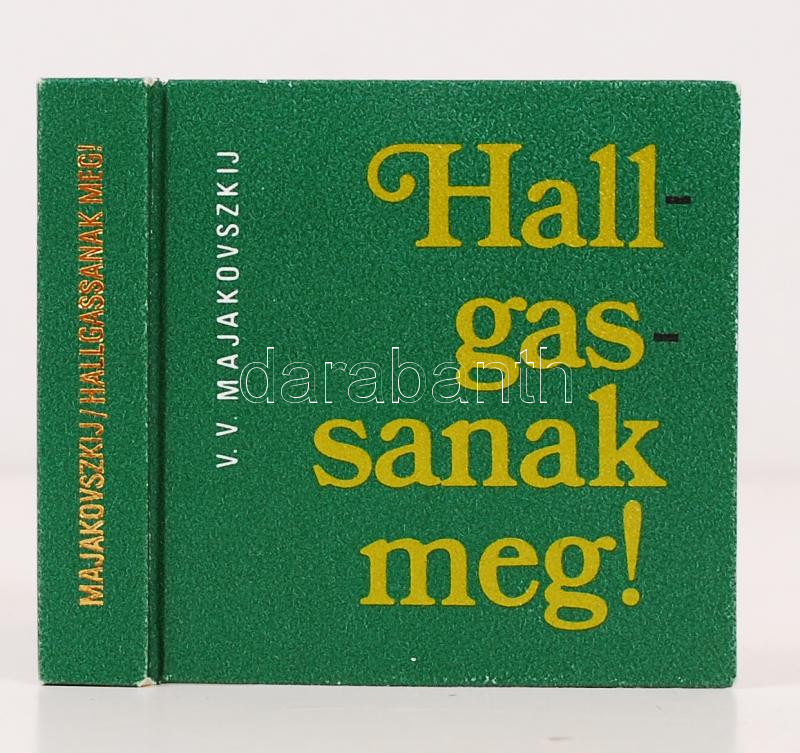 MAJAKOVSZKIJ/HALLGASSANAK MEG!
V. V. MAJAKOVSZKIJ
Hall-
gas-
sanak
meg!
darabanth